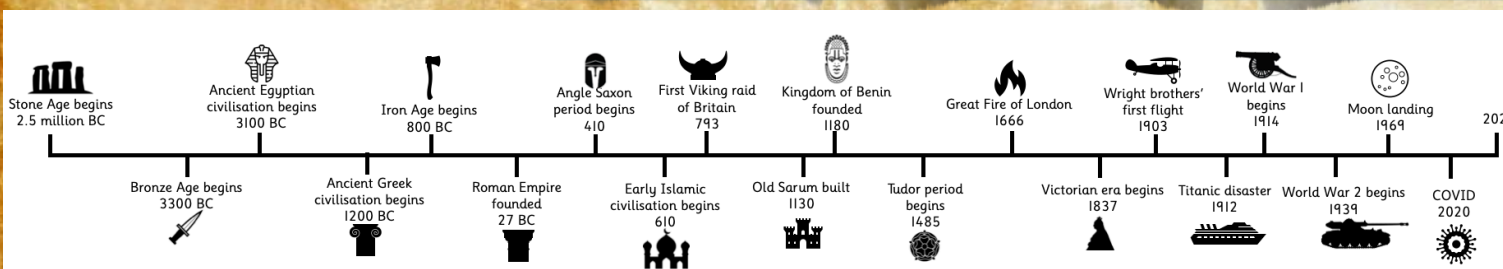 Stone Age begins
2.5 million BC
Bronze Age begins
3300 BC
Ancient Egyptian
civilisation begins
3100 BC
Ancient Greek
civilisation begins
1200 BC
Iron Age begins
800 BC
Roman Empire
founded
27 BC
Angle Saxon
period begins
410
Early Islamic
civilisation begins
610
First Viking raid
of Britain
793
Old Sarum built
1130
Kingdom of Benin
founded
1180
Tudor period
begins
1485
Great Fire of London
1666
Victorian era begins
1837
Wright brothers'
first flight
1903
Titanic disaster
1912
World War I
begins
1914
World War 2 begins
1939
Moon landing
1969
COVID
2020